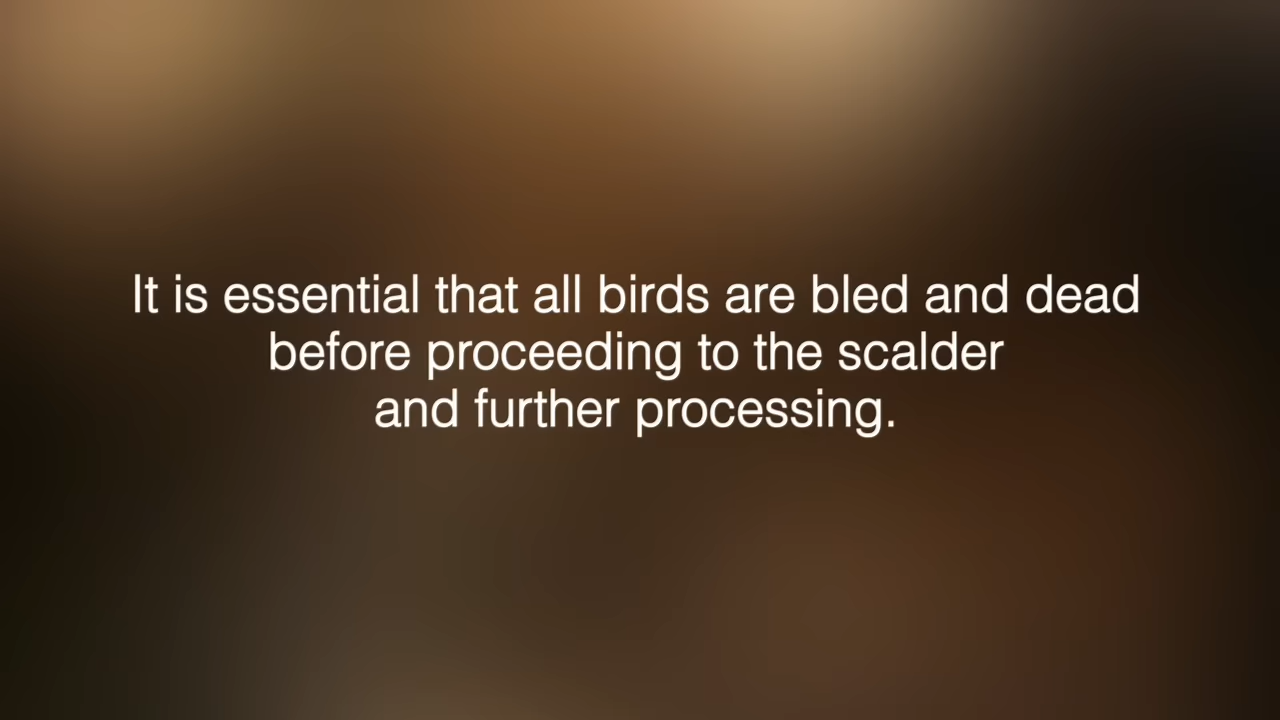 It is essential that all birds are bled and dead
before proceeding to the scalder
and further processing.